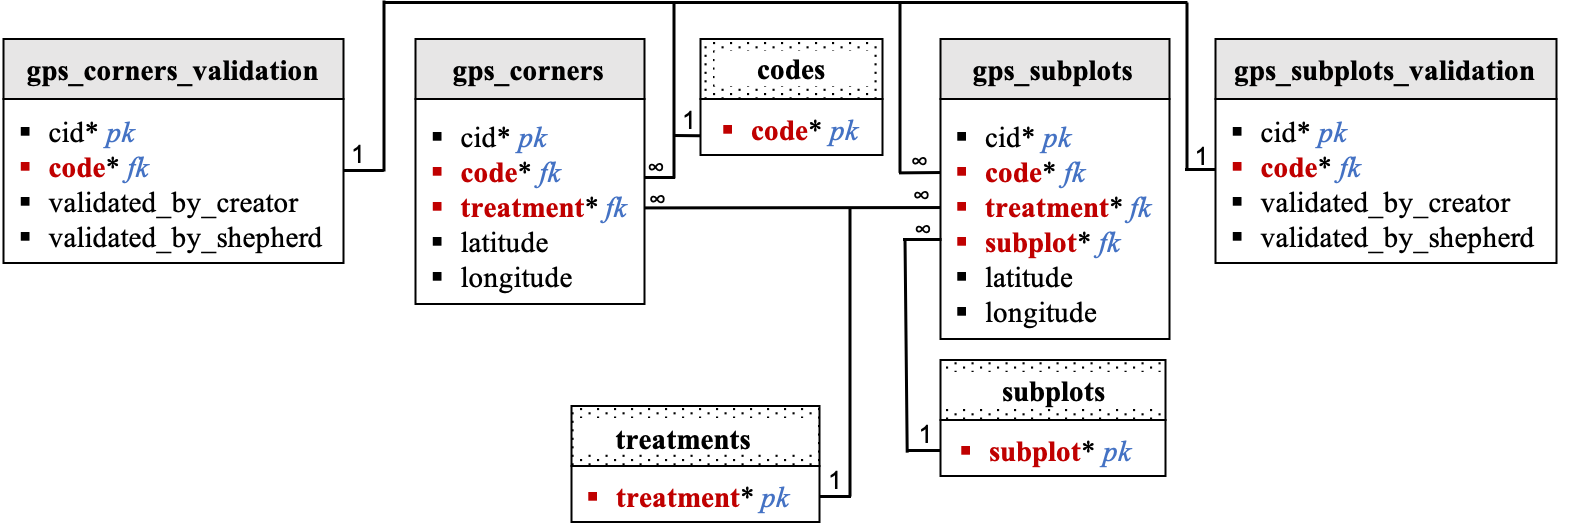 gps_corners_validation
cid* pk
code* fk
validated_by_creator
validated_by_shepherd
1
gps_corners
cid* pk
code* fk
treatment* fk
latitude
longitude
∞
∞
codes
code* pk
1
gps_subplots
cid* pk
code* fk
treatment* fk
subplot* fk
latitude
longitude
∞
∞
∞
gps_subplots_validation
cid* pk
code* fk
validated_by_creator
validated_by_shepherd
1
subplots
subplot* pk
1
treatments
treatment* pk
1